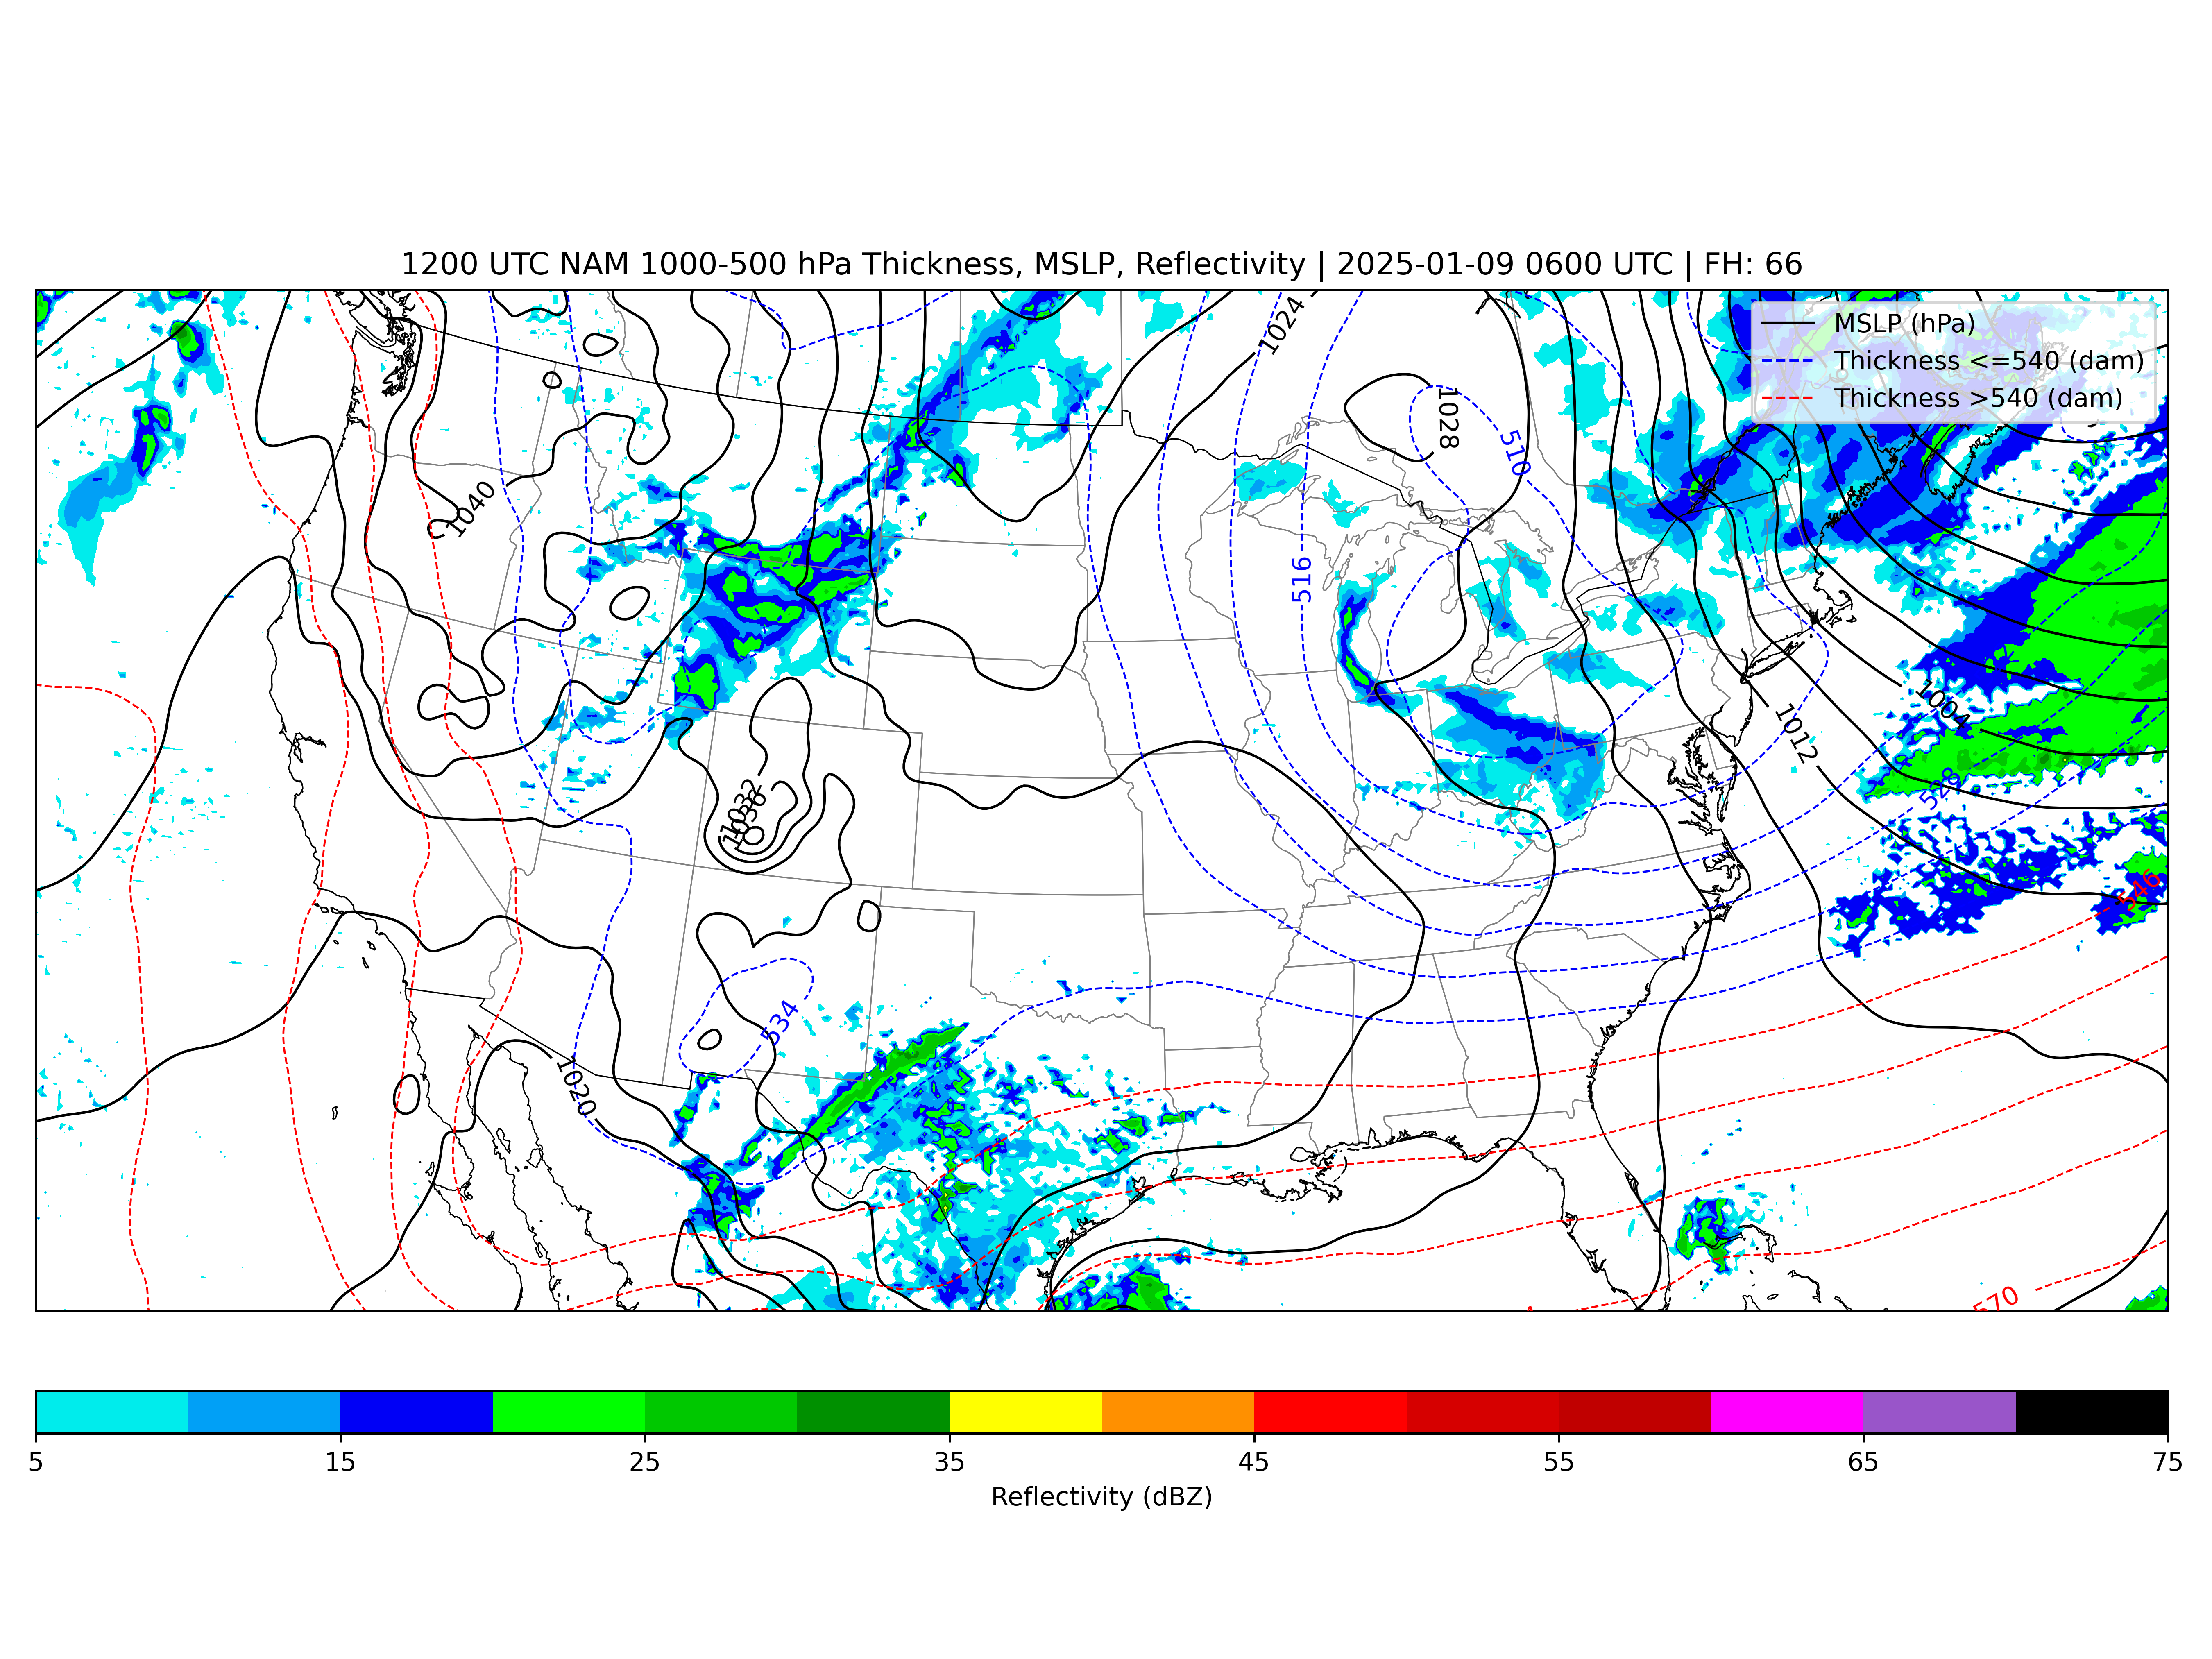 1200 UTC NAM 1000-500 hPa Thickness, MSLP, Reflectivity | 2025-01-09 0600 UTC | FH: 66
MSLP (hPa)
Thickness <=540 (dam)
Thickness >540 (dam)
1024
1028
510
1040
516
1004
1012
528
1032
1036
546
534
1020
570
5 15 25 35 45 55 65 75
Reflectivity (dBZ)